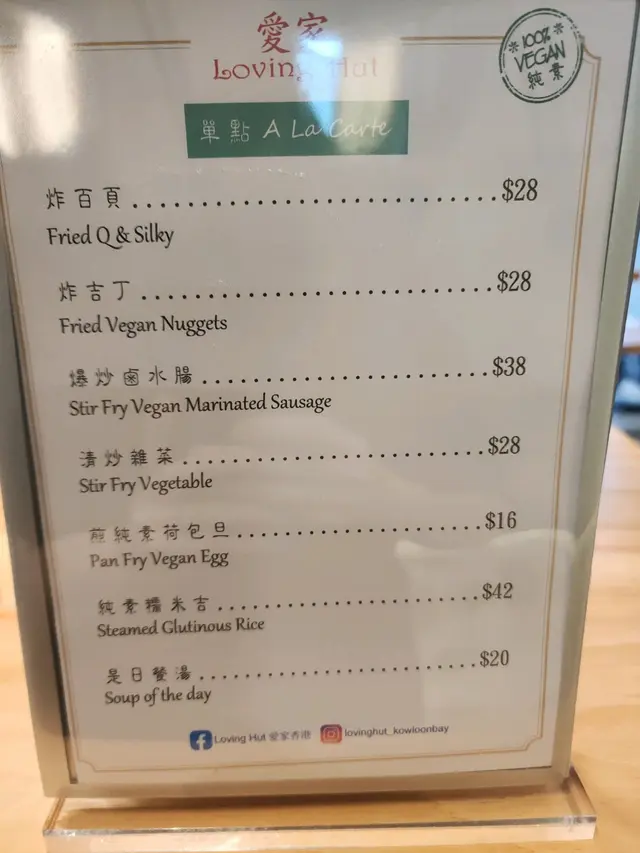 愛家
Loving Hut
100%
VEGAN
純素
單點 A La Carte
炸百頁........................................$28
Fried Q & Silky
炸吉丁........................................$28
Fried Vegan Nuggets
爆炒鹵水腸........................................$38
Stir Fry Vegan Marinated Sausage
清炒雜菜........................................$28
Stir Fry Vegetable
煎純素荷包旦........................................$16
Pan Fry Vegan Egg
純素糯米吉........................................$42
Steamed Glutinous Rice
是日餐湯........................................$20
Soup of the day
Loving Hut 愛家香港 lovinghut_kowloonbay